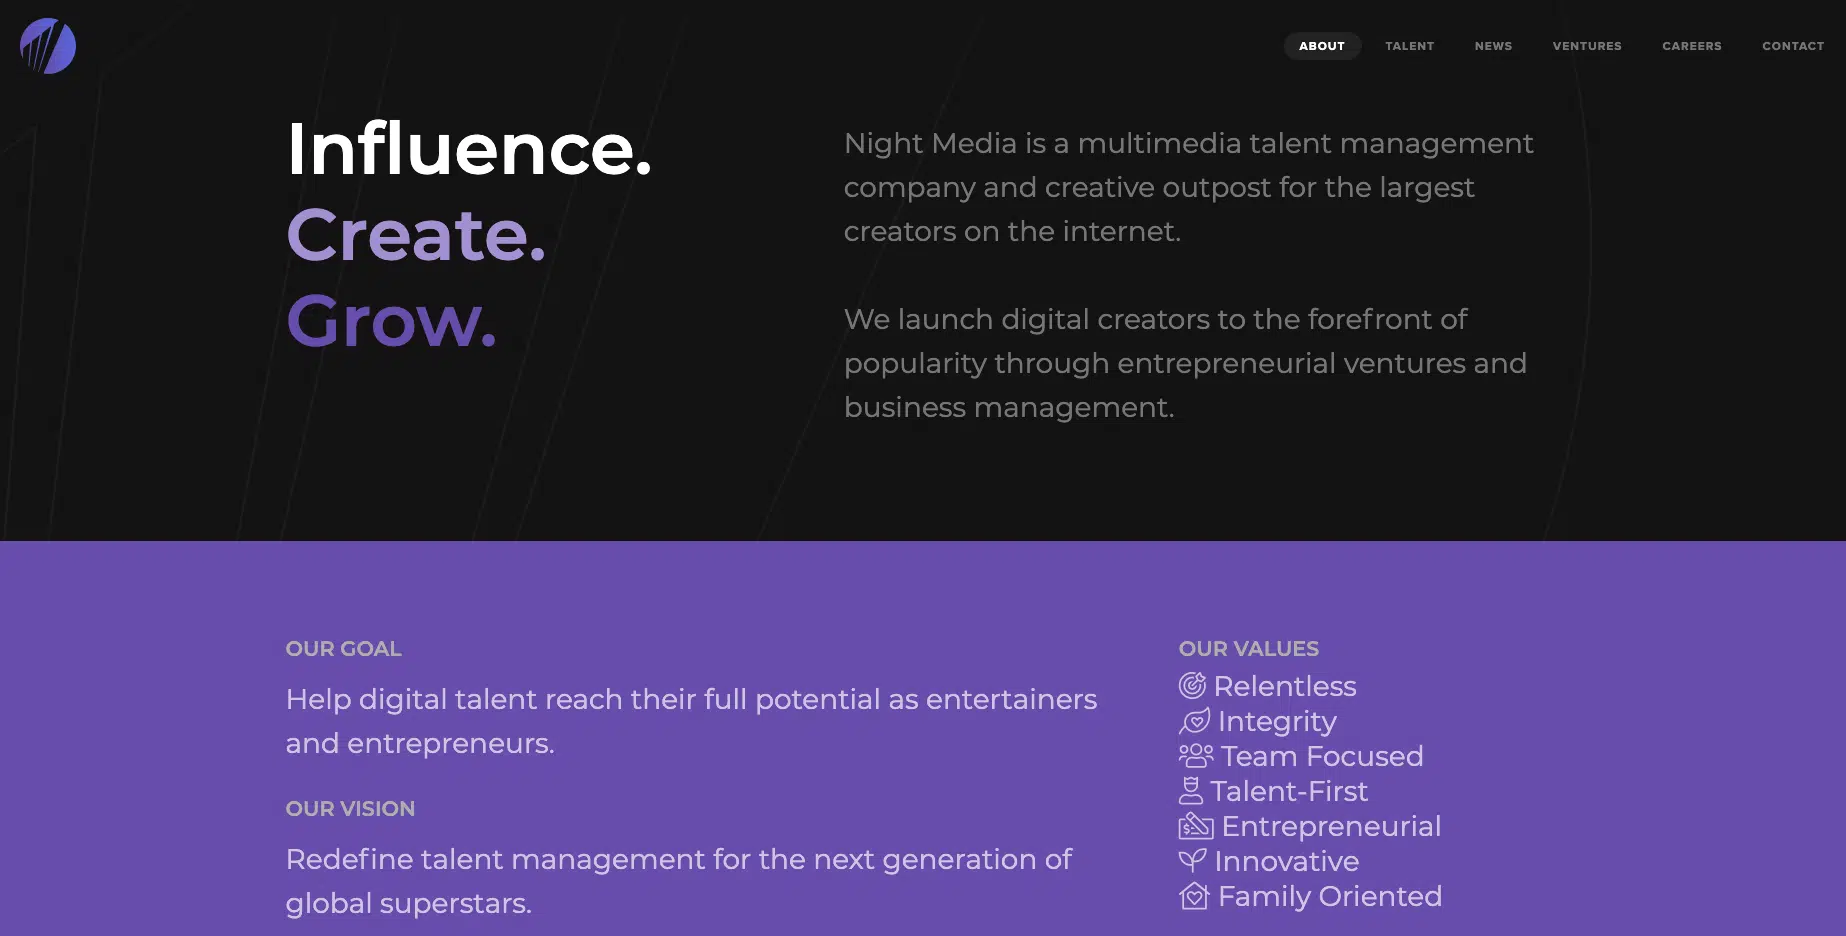 ABOUT TALENT NEWS VENTURES CAREERS CONTACT
Influence.
Create.
Grow.
Night Media is a multimedia talent management
company and creative outpost for the largest
creators on the internet.
We launch digital creators to the forefront of
popularity through entrepreneurial ventures and
business management.
OUR GOAL
Help digital talent reach their full potential as entertainers
and entrepreneurs.
OUR VISION
Redefine talent management for the next generation of
global superstars.
OUR VALUES
Relentless
Integrity
Team Focused
Talent-First
Entrepreneurial
Innovative
Family Oriented